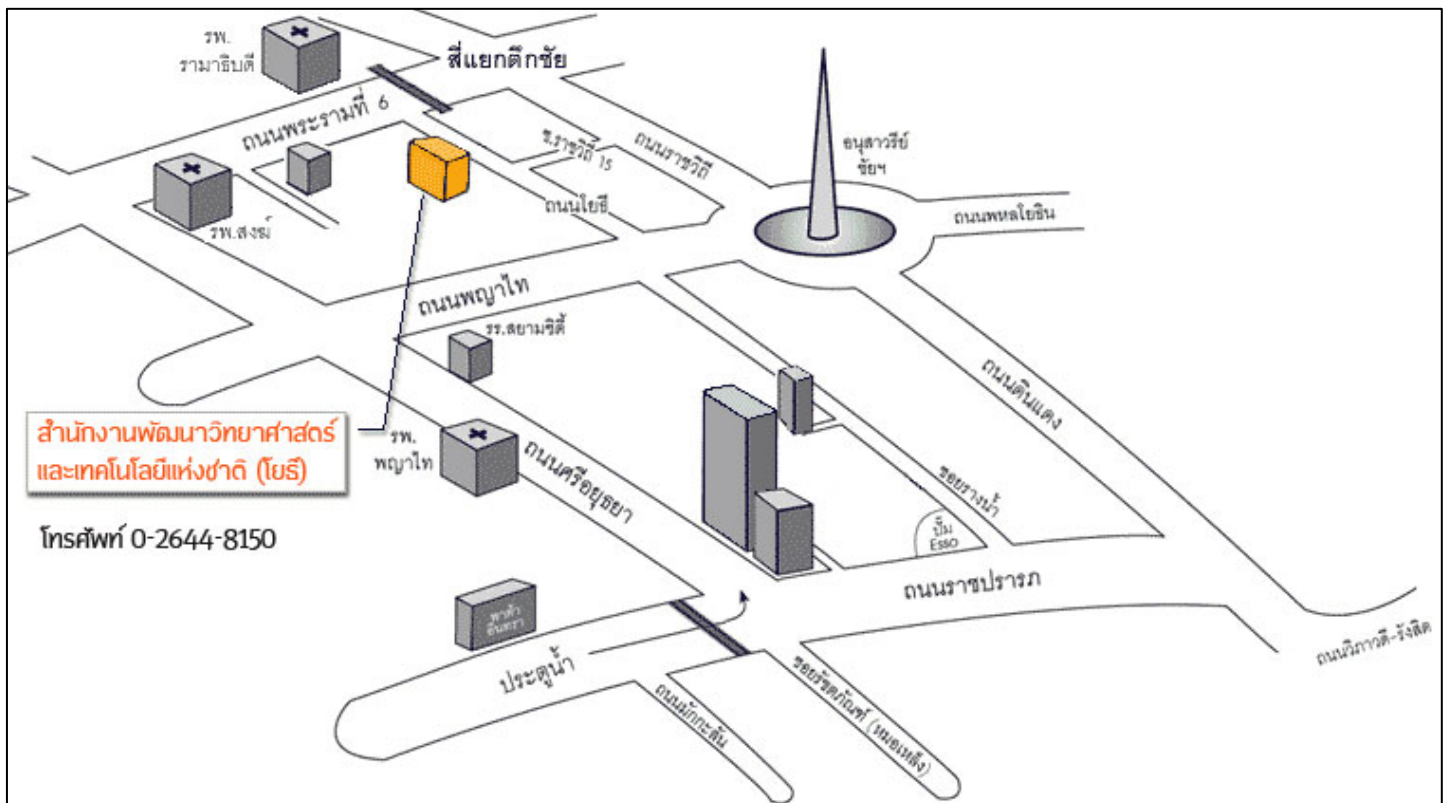 รพ.
รามาธิบดี
สี่แยกตึกชัย
ถนนพระรามที่ 6
ซ.ราชวิถี 15
ถนนราชวิถี
อนุสาวรีย์
ชัยฯ
ถนนพหลโยธิน
รพ.สงฆ์
ถนนโยธี
ถนนพญาไท
รร.สยามซิตี้
ถนนดินแดง
สำนักงานพัฒนาวิทยาศาสตร์
และเทคโนโลยีแห่งชาติ (โยธี)
รพ.
พญาไท
ถนนศรีอยุธยา
ซอยรางน้ำ
ปั๊ม
Esso
โทรศัพท์ 0-2644-8150
ถนนราชปรารภ
พาต้า
อินทรา
ถนนวิภาวดี-รังสิต
ประตูน้ำ
ถนนมักกะสัน
ซอยรัชตภัณฑ์ (หมอเหล็ง)